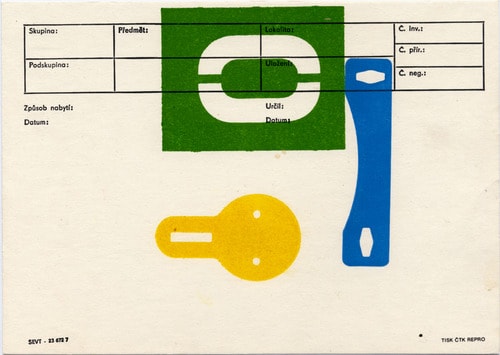 Skupina: Předmět: Lokalita: Č. inv.:
Č. přír.:
Podskupina: Uložení: Č. neg.:
Způsob nabytí: Určil:
Datum: Datum:
SEVT - 23 672 7 TISK ČTK REPRO